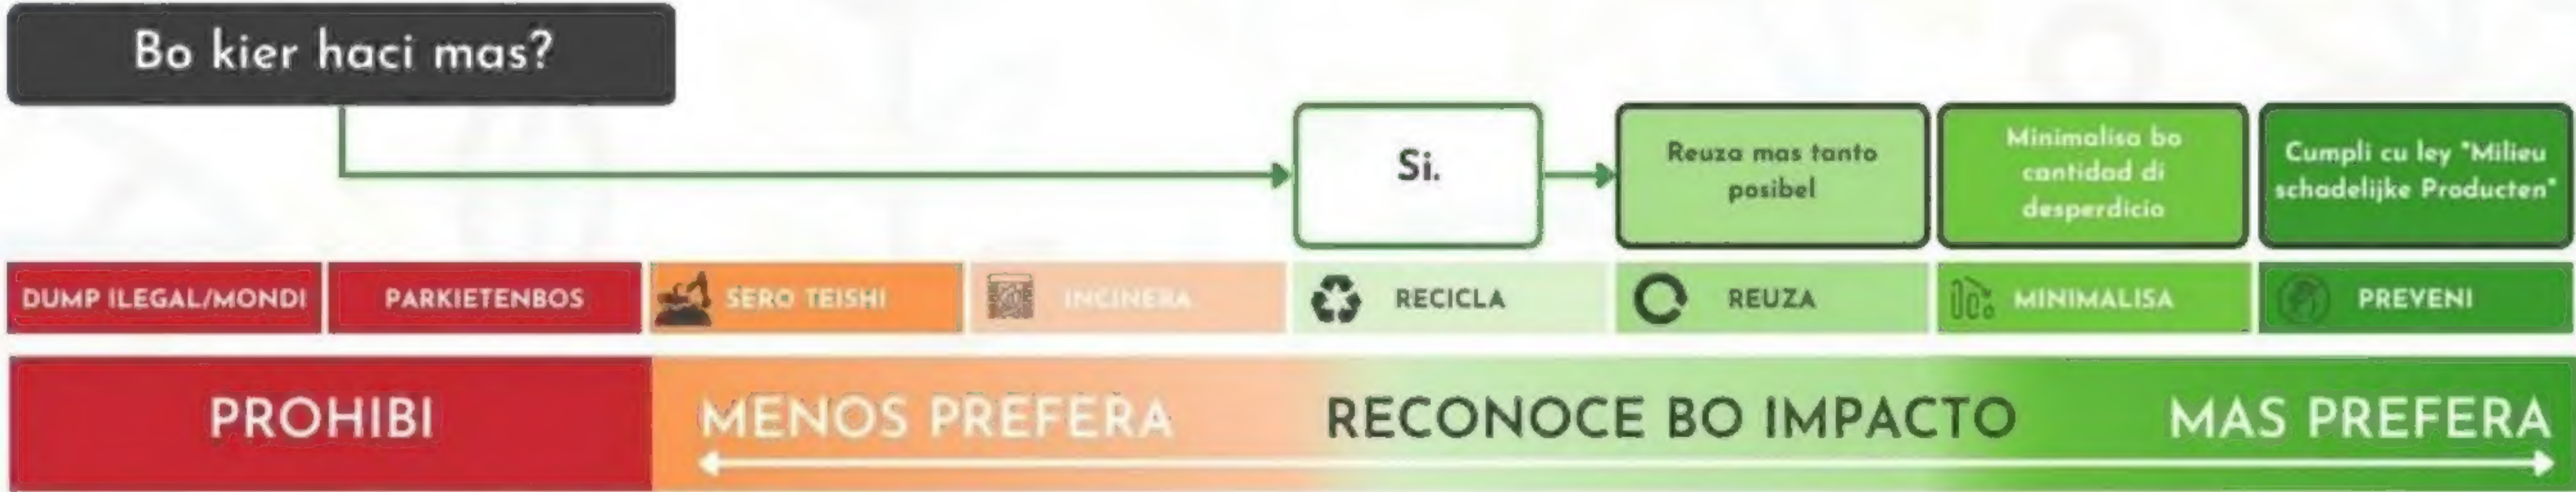 Bo kier haci mas?
Si.
Reuza mas tanto
posibel
Minimalisa bo
cantidad di
desperdicio
Cumpli cu ley "Milieu
schadelijke Producten"
DUMP ILEGAL/MONDI
PARKIETENBOS
SERO TEISHI
INCINERA
RECICLA
REUZA
MINIMALISA
PREVENI
PROHIBI
MENOS PREFERA
RECONOCE BO IMPACTO
MAS PREFERA